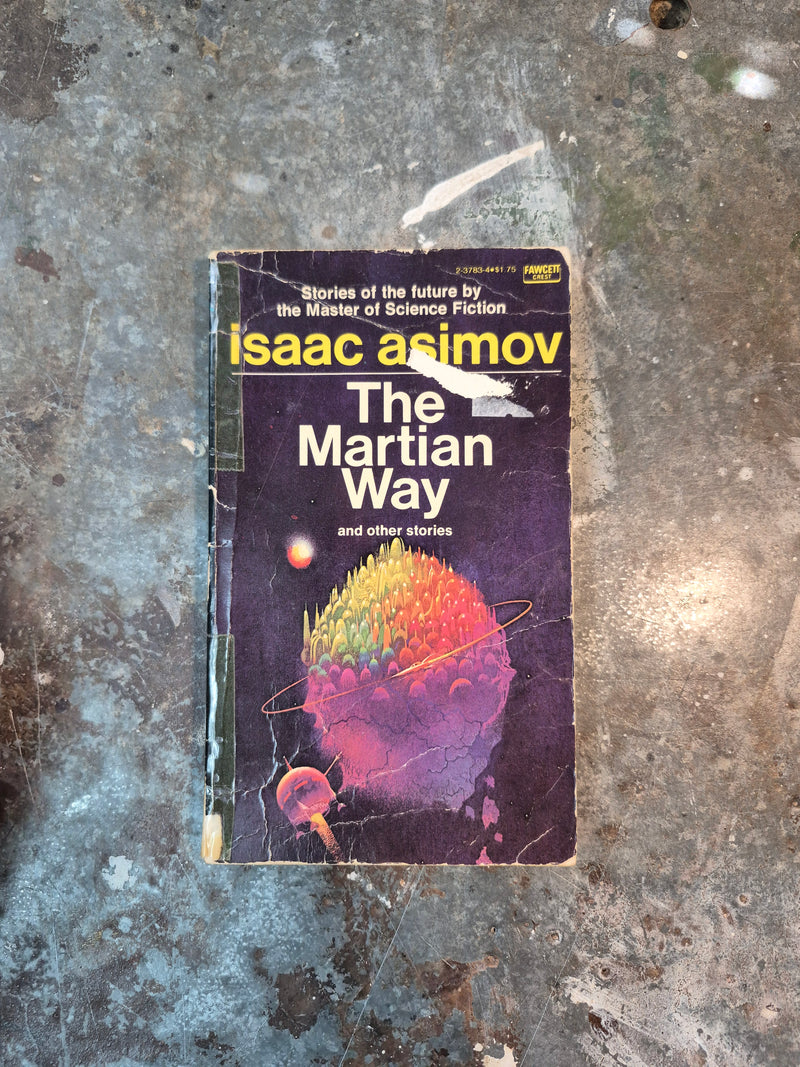 2-3783-4•$1.75
FAWCETT
CREST
Stories of the future by
the Master of Science Fiction
isaac asimov
The
Martian
Way
and other stories